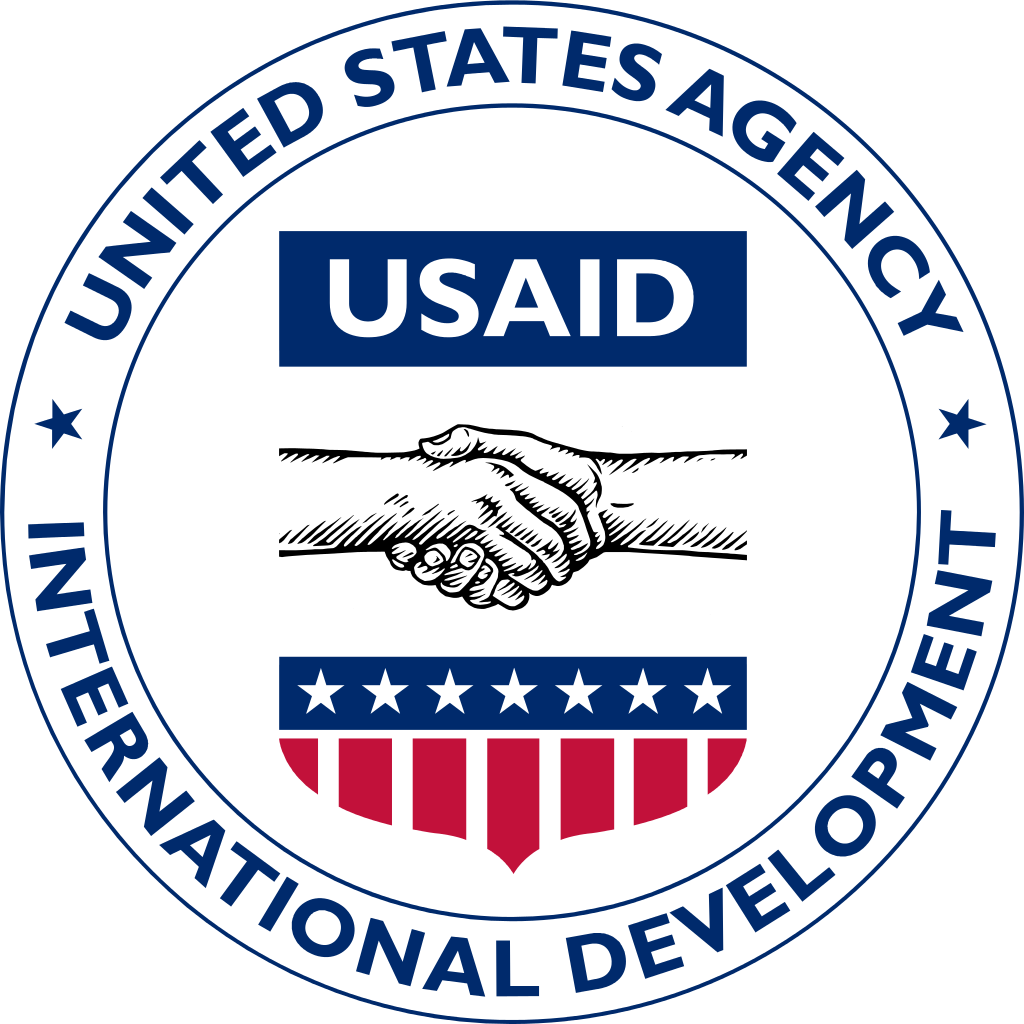 UNITED STATES AGENCY
USAID
INTERNATIONAL DEVELOPMENT